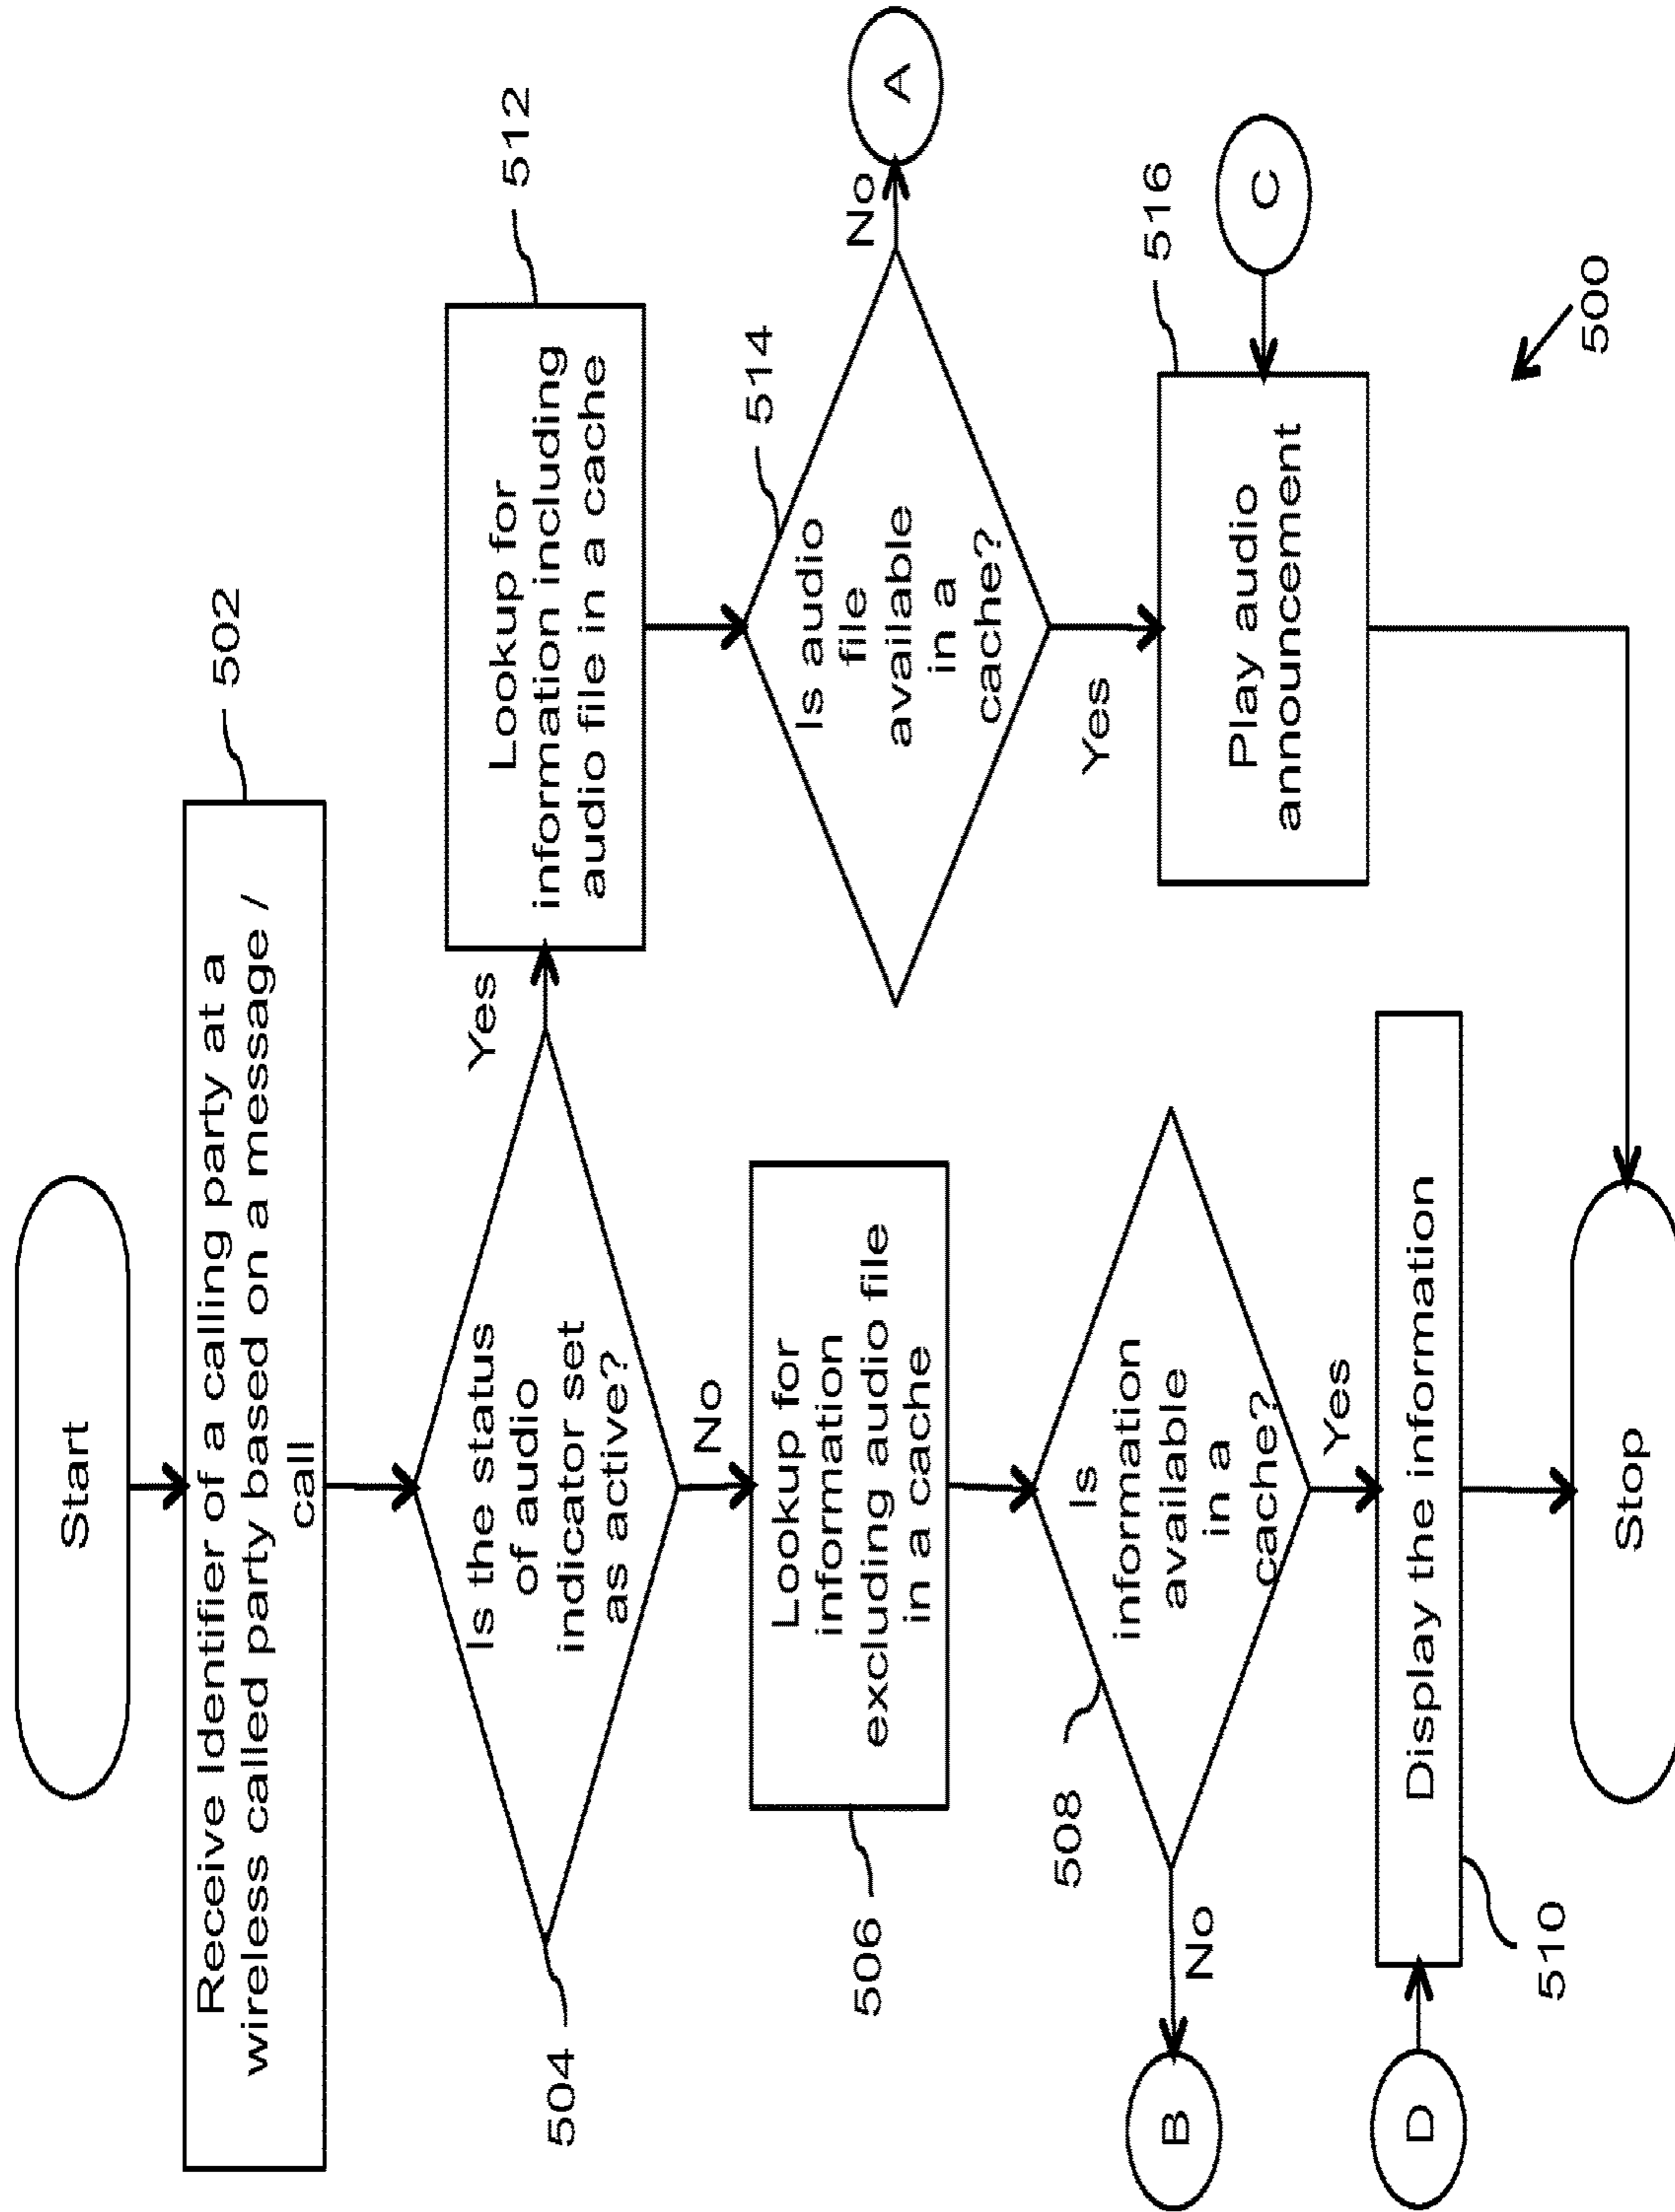 Start
502
Receive Identifier of a calling party at a
wireless called party based on a message /
call
504
Is the status
of audio
indicator set
as active?
Yes
No
512
Lookup for
information including
audio file in a cache
514
Is audio
file
available
in a
cache?
No
A
Yes
506
Lookup for
information
excluding audio file
in a cache
508
Is
information
available
in a
cache?
No
B
Yes
516
Play audio
announcement
C
D
510
Display the information
Stop
500